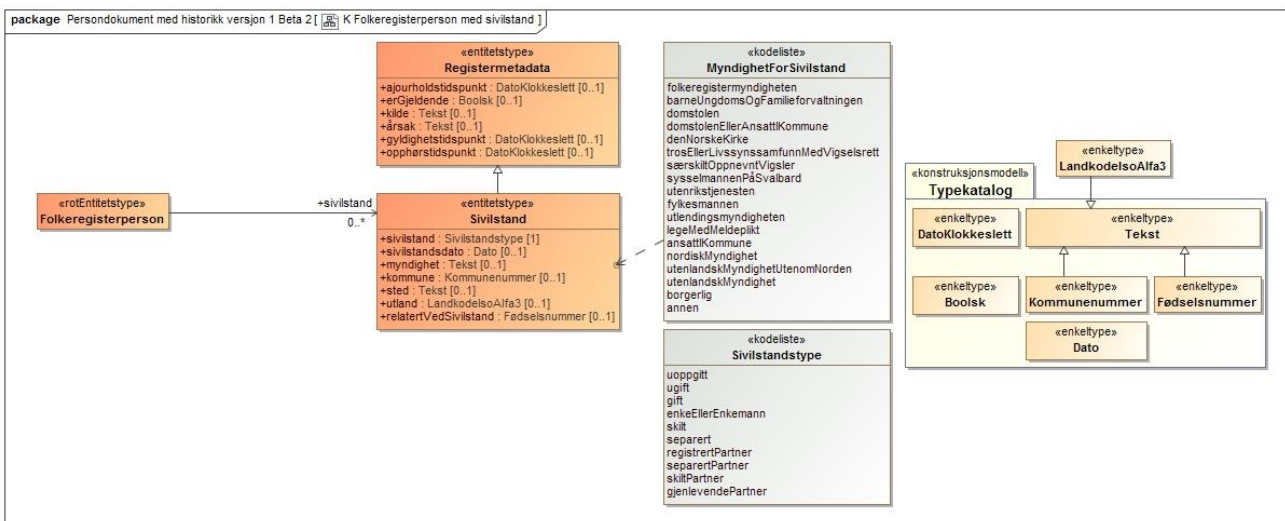 package Persondokument med historikk versjon 1 Beta 2 [ K Folkeregisterperson med sivilstand ]
«entitetstype»
Registermetadata
+ajourholdstidspunkt : DatoKlokkeslett [0..1]
+erGjeldende : Boolsk [0..1]
+kilde : Tekst [0..1]
+årsak : Tekst [0..1]
+gyldighetstidspunkt : DatoKlokkeslett [0..1]
+opphørstidspunkt : DatoKlokkeslett [0..1]
«rotEntitetstype»
Folkeregisterperson
+sivilstand
0..*
«entitetstype»
Sivilstand
+sivilstand : Sivilstandstype [1]
+sivilstandsdato : Dato [0..1]
+myndighet : Tekst [0..1]
+kommune : Kommunenummer [0..1]
+sted : Tekst [0..1]
+utland : LandkodeIsoAlfa3 [0..1]
+relatertVedSivilstand : Fødselsnummer [0..1]
«kodeliste»
MyndighetForSivilstand
folkeregistermyndigheten
barneUngdomsOgFamilieforvaltningen
domstolen
domstolenEllerAnsattIKommune
denNorskeKirke
trosEllerLivssynssamfunnMedVigselsrett
særskiltOppnevntVigsler
sysselmannenPåSvalbard
utenrikstjenesten
fylkesmannen
utlendingsmyndigheten
legeMedMeldeplikt
ansattIKommune
nordiskMyndighet
utenlandskMyndighetUtenomNorden
utenlandskMyndighet
borgerlig
annen
«kodeliste»
Sivilstandstype
uoppgitt
ugift
gift
enkeEllerEnkemann
skilt
separert
registrertPartner
separertPartner
skiltPartner
gjenlevendePartner
«enkeltype»
LandkodeIsoAlfa3
«konstruksjonsmodell»
Typekatalog
«enkeltype»
DatoKlokkeslett
«enkeltype»
Tekst
«enkeltype»
Boolsk
«enkeltype»
Kommunenummer
«enkeltype»
Fødselsnummer
«enkeltype»
Dato